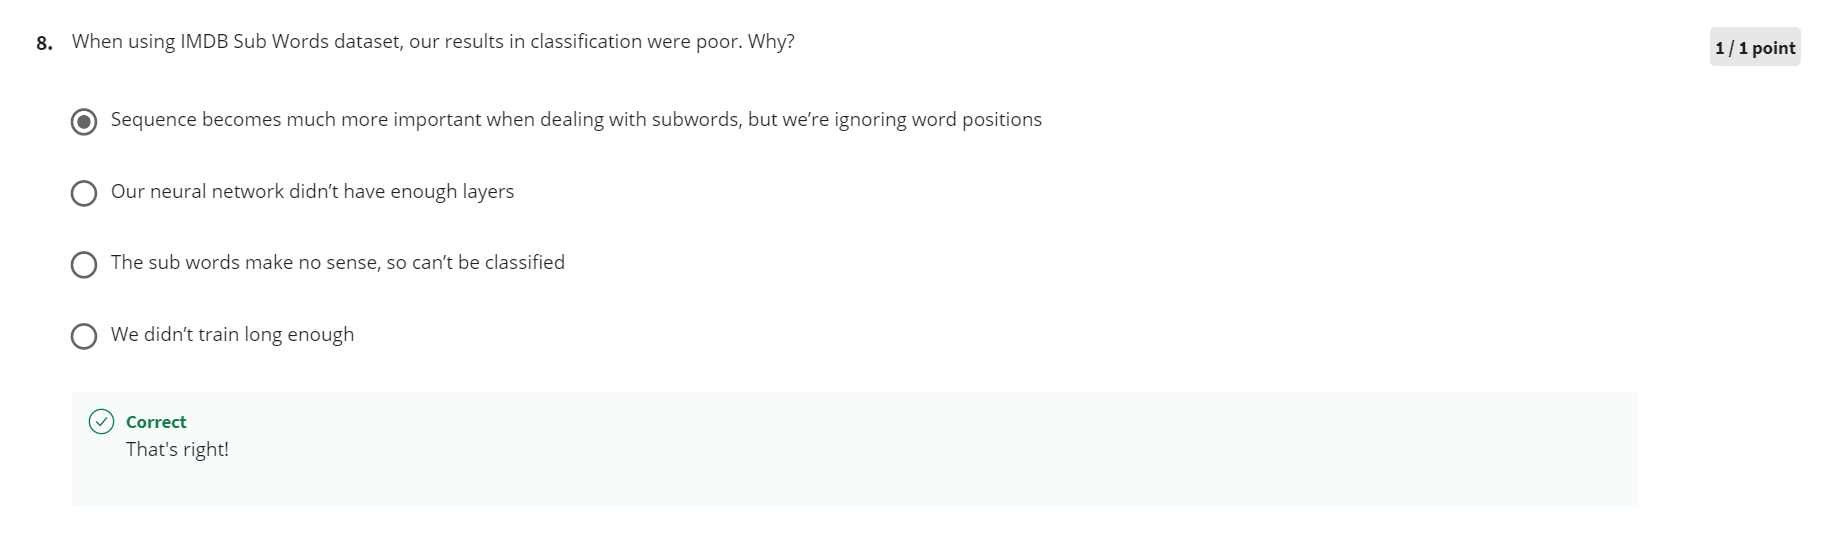 8. When using IMDB Sub Words dataset, our results in classification were poor. Why?
1 / 1 point
Sequence becomes much more important when dealing with subwords, but we’re ignoring word positions
Our neural network didn’t have enough layers
The sub words make no sense, so can’t be classified
We didn’t train long enough
Correct
That's right!